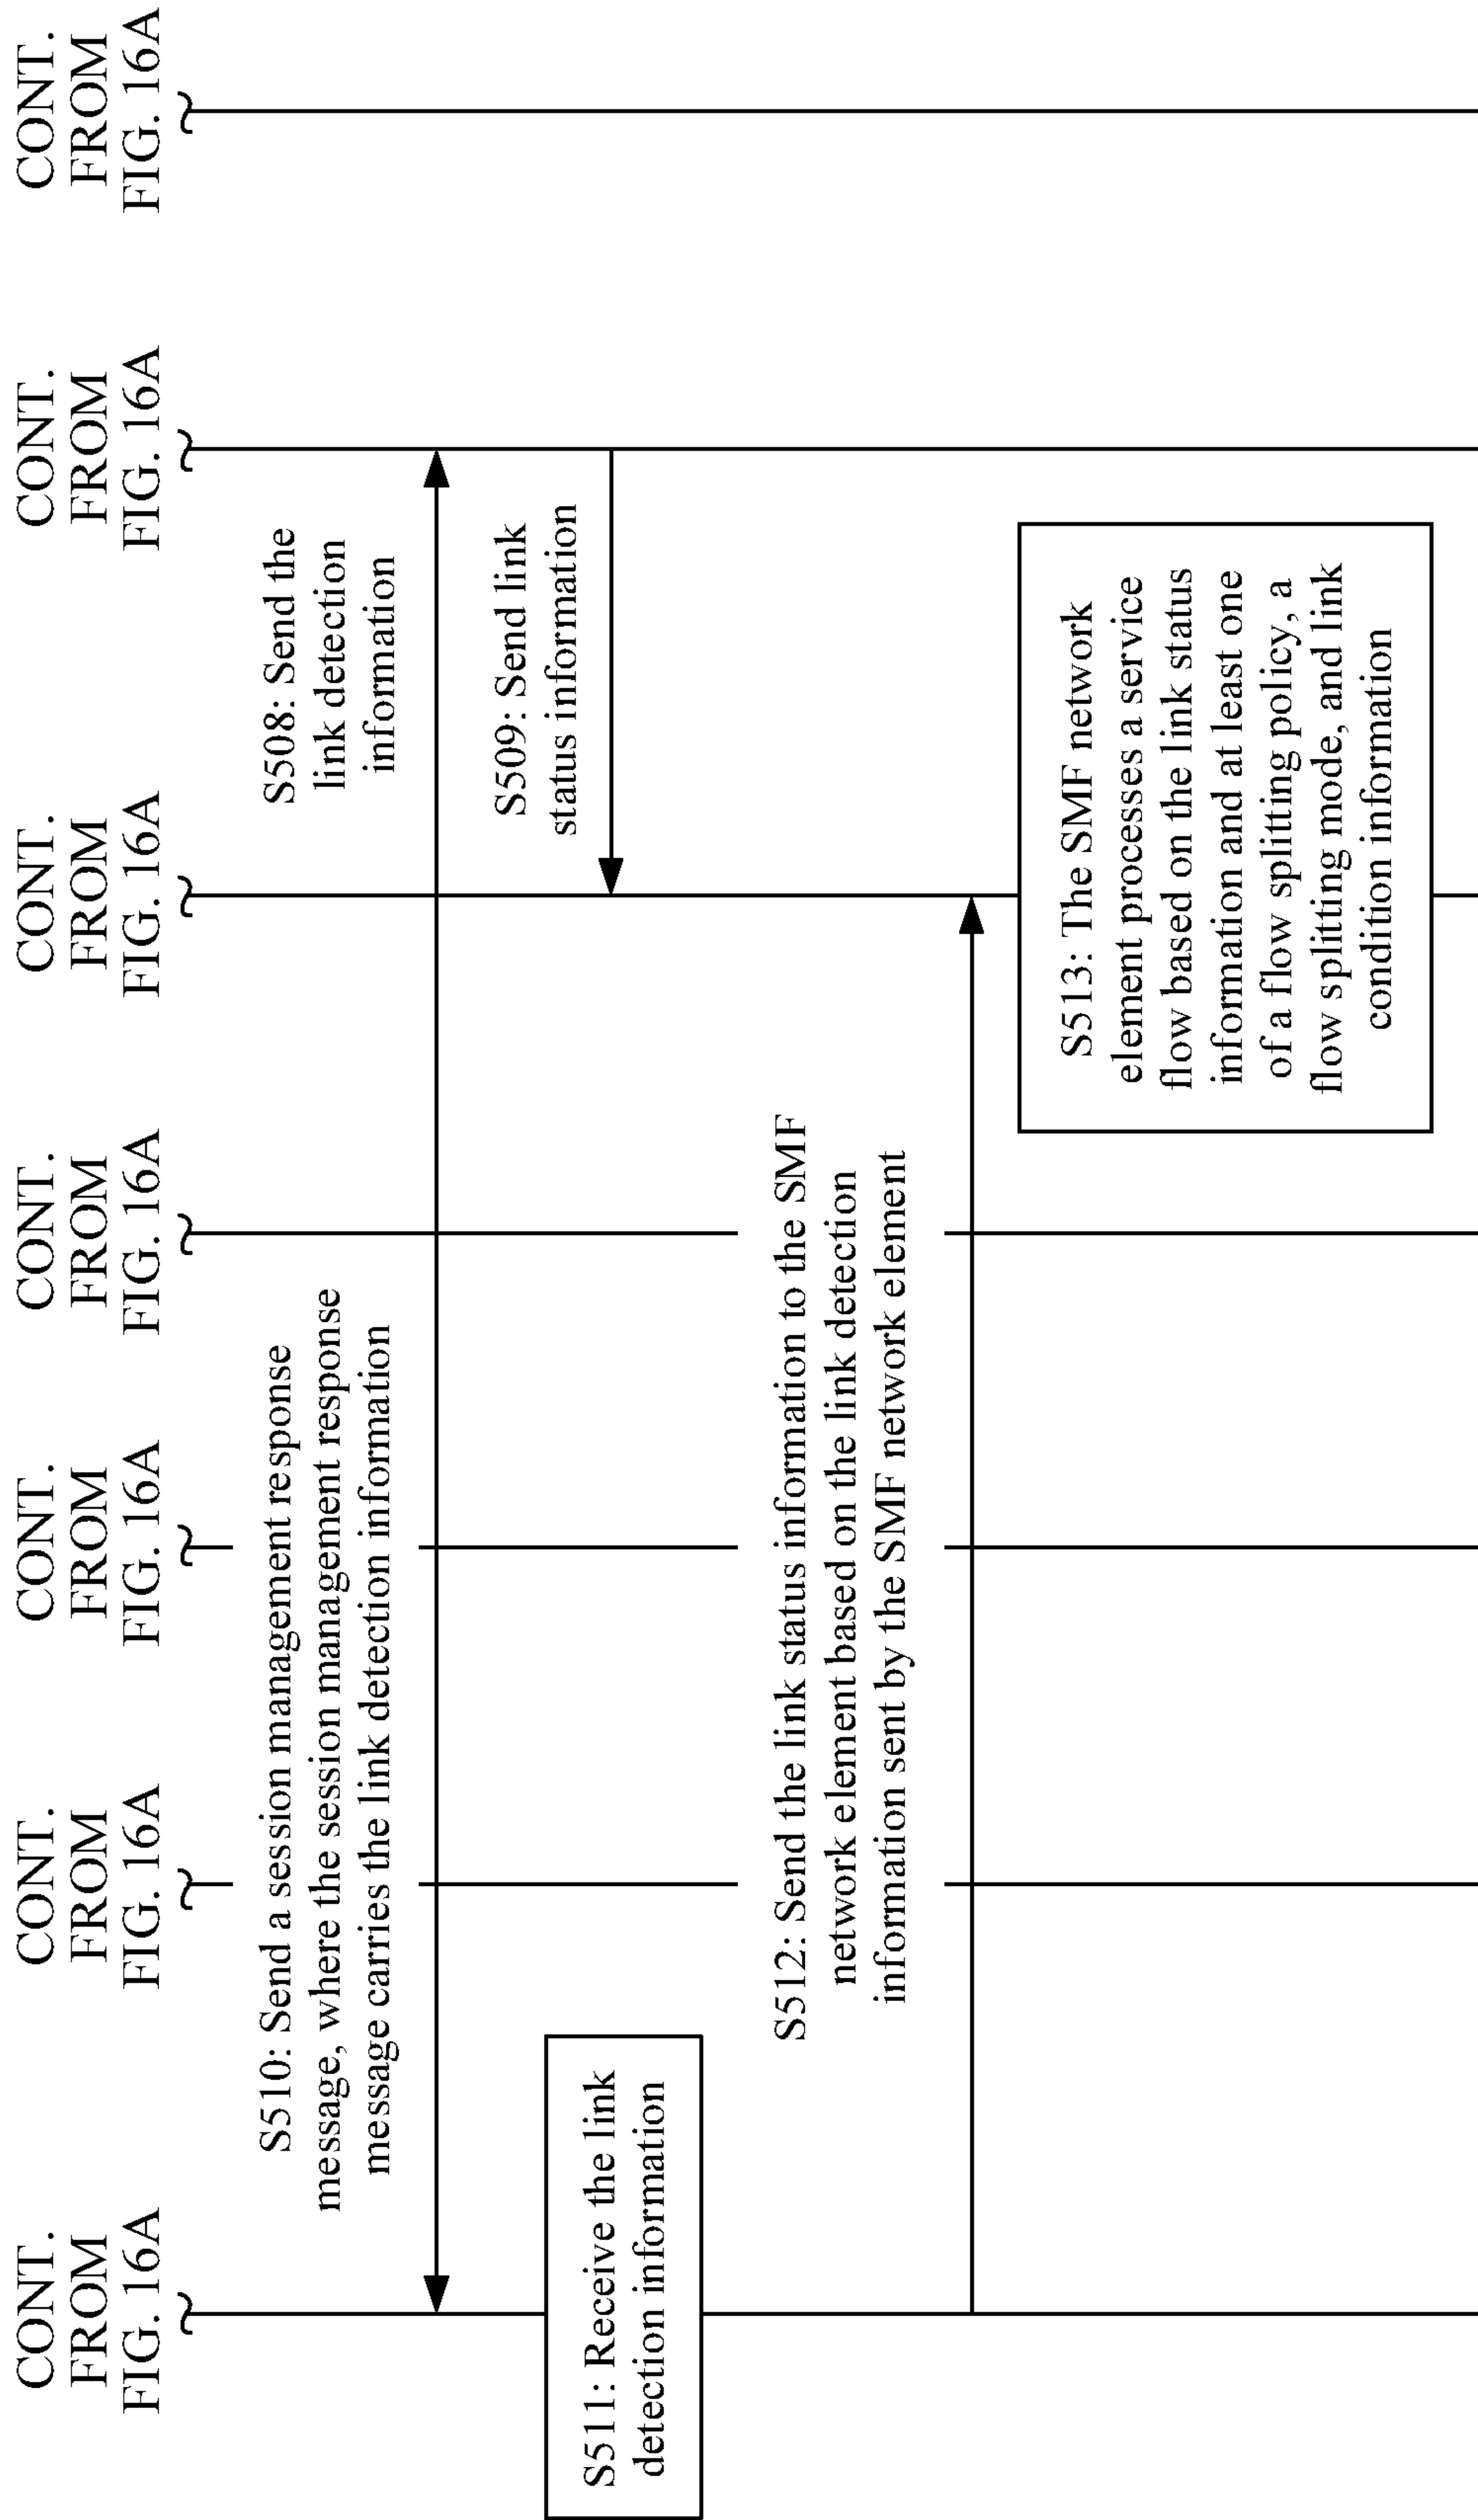 CONT.
FROM
FIG. 16A
CONT.
FROM
FIG. 16A
CONT.
FROM
FIG. 16A
CONT.
FROM
FIG. 16A
CONT.
FROM
FIG. 16A
CONT.
FROM
FIG. 16A
CONT.
FROM
FIG. 16A
S510: Send a session management response
message, where the session management response
message carries the link detection information
S508: Send the
link detection
information
S509: Send link
status information
S511: Receive the link
detection information
S512: Send the link status information to the SMF
network element based on the link detection
information sent by the SMF network element
S513: The SMF network
element processes a service
flow based on the link status
information and at least one
of a flow splitting policy, a
flow splitting mode, and link
condition information